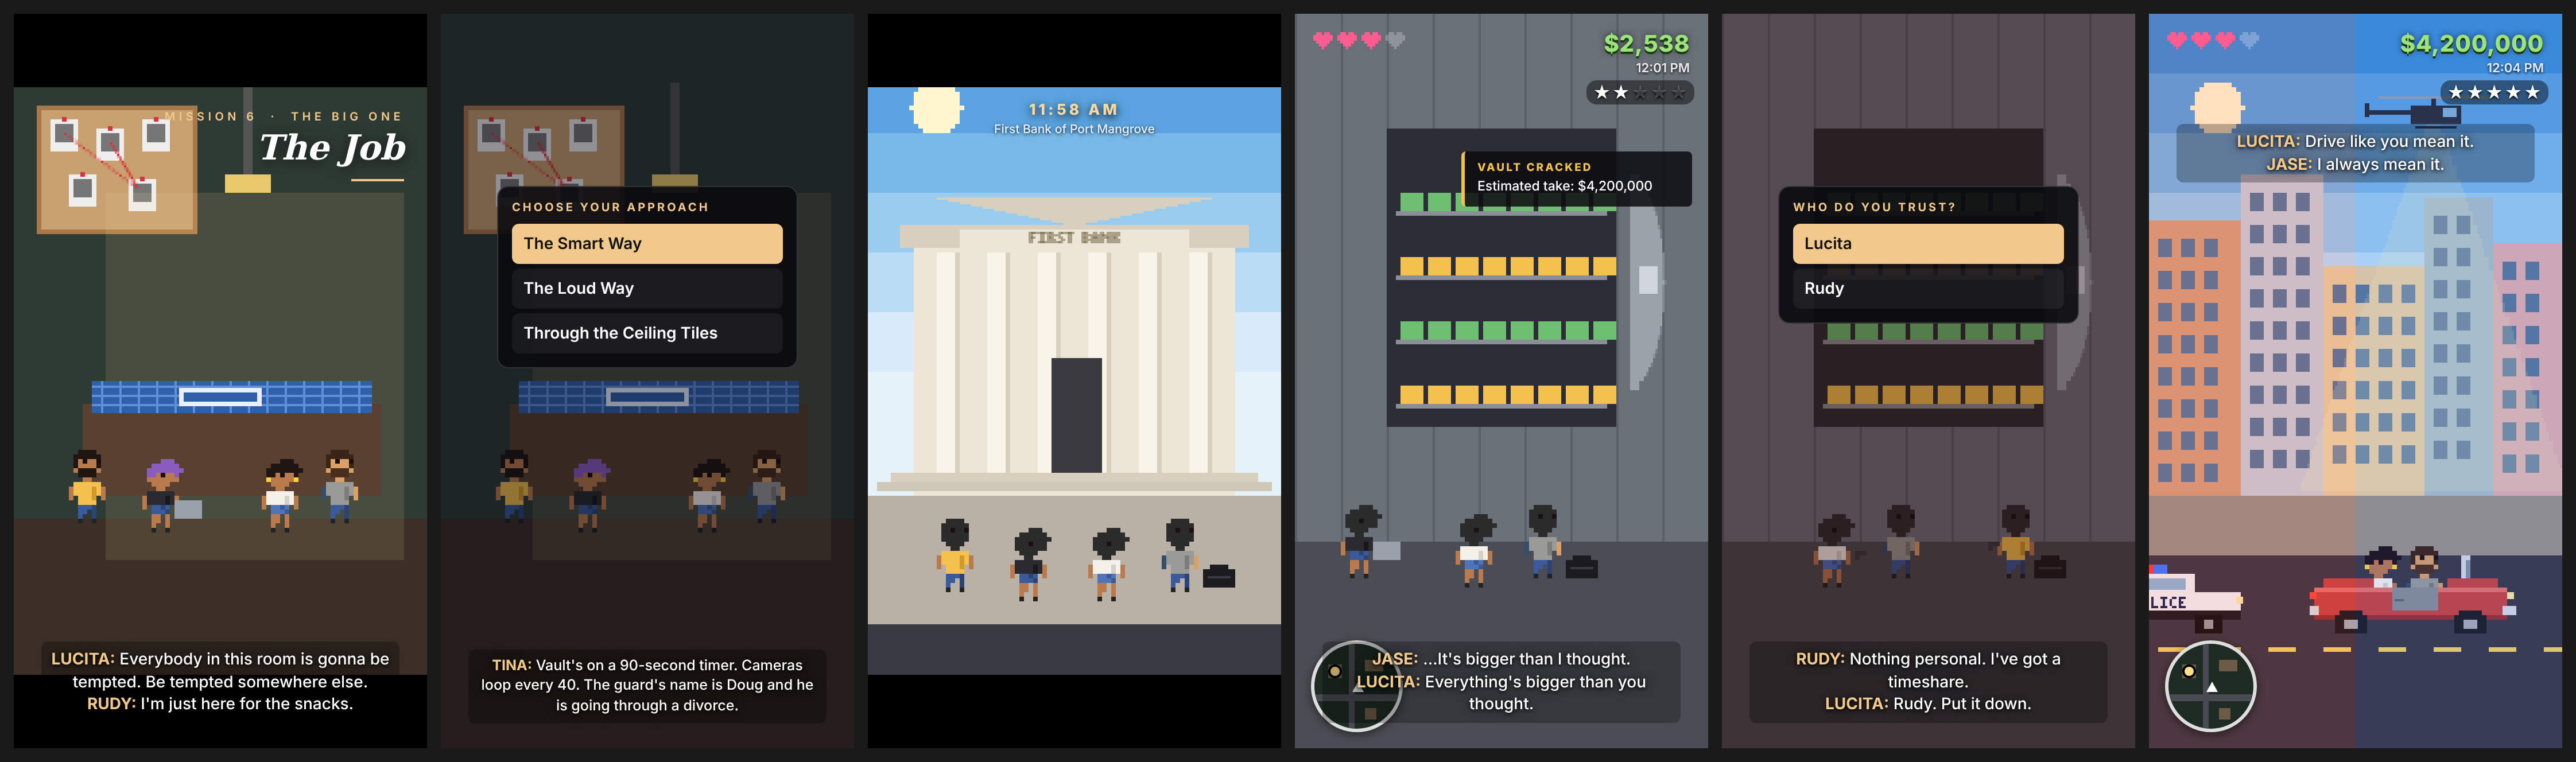 MISSION 6 · THE BIG ONE
The Job
LUCITA: Everybody in this room is gonna be
tempted. Be tempted somewhere else.
RUDY: I'm just here for the snacks.
CHOOSE YOUR APPROACH
The Smart Way
The Loud Way
Through the Ceiling Tiles
TINA: Vault's on a 90-second timer. Cameras
loop every 40. The guard's name is Doug and he
is going through a divorce.
11:58 AM
First Bank of Port Mangrove
FIRST BANK
$2,538
12:01 PM
VAULT CRACKED
Estimated take: $4,200,000
JASE: ...It's bigger than I thought.
LUCITA: Everything's bigger than you
thought.
WHO DO YOU TRUST?
Lucita
Rudy
RUDY: Nothing personal. I've got a
timeshare.
LUCITA: Rudy. Put it down.
$4,200,000
12:04 PM
LUCITA: Drive like you mean it.
JASE: I always mean it.
LICE